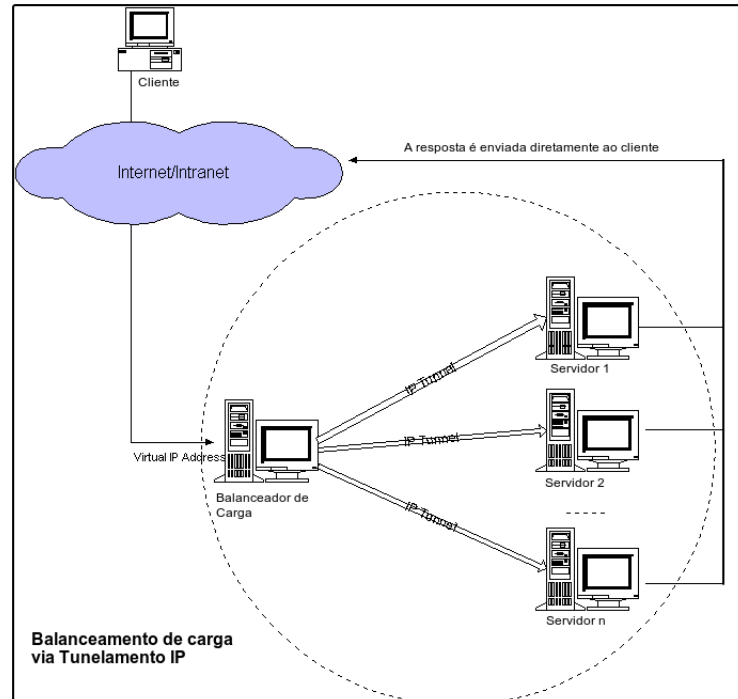 Cliente
A resposta é enviada diretamente ao cliente
Internet/Intranet
Servidor 1
IP Tunnel
Servidor 2
IP Tunnel
Virtual IP Address
Balanceador de
Carga
IP Tunnel
Servidor n
Balanceamento de carga
via Tunelamento IP